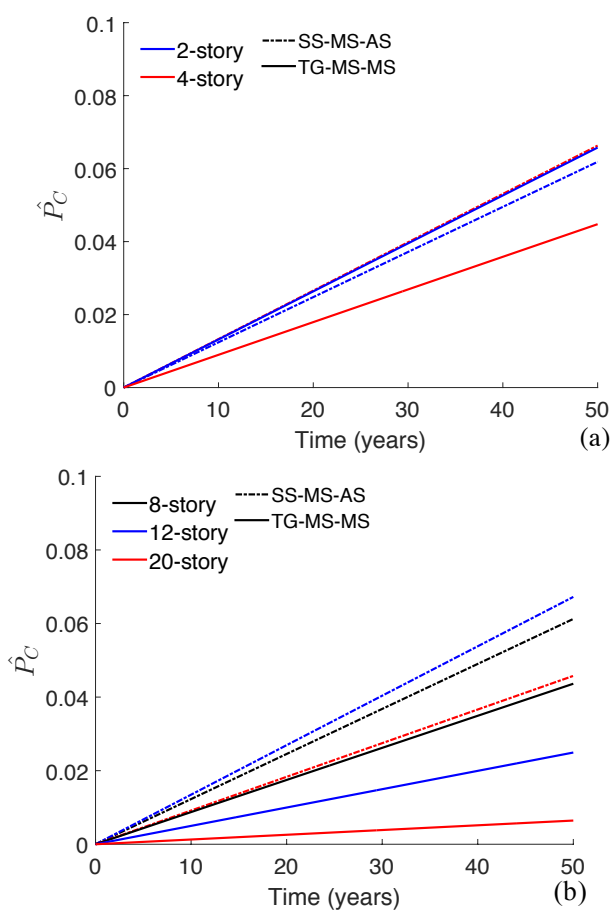 0.1
2-story
SS-MS-AS
4-story
TG-MS-MS
0.08
0.06
P̂_C
0.04
0.02
0
0 10 20 30 40 50
Time (years)
(a)
0.1
8-story
SS-MS-AS
12-story
TG-MS-MS
20-story
0.08
0.06
P̂_C
0.04
0.02
0
0 10 20 30 40 50
Time (years)
(b)